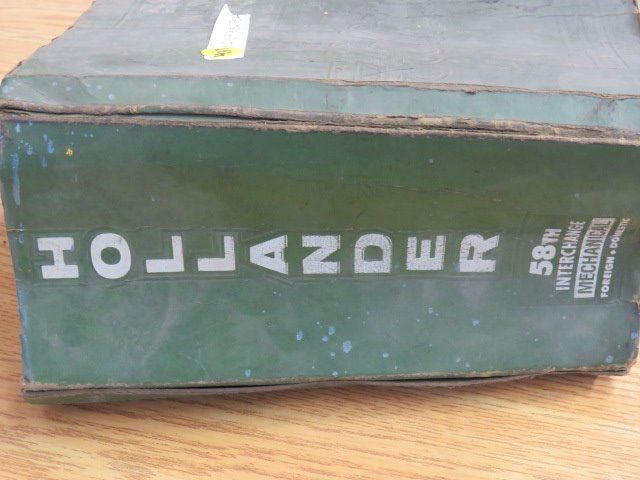 HOLLANDER
58TH
INTERCHANGE
MECHANICAL
FOREIGN • DOMESTIC